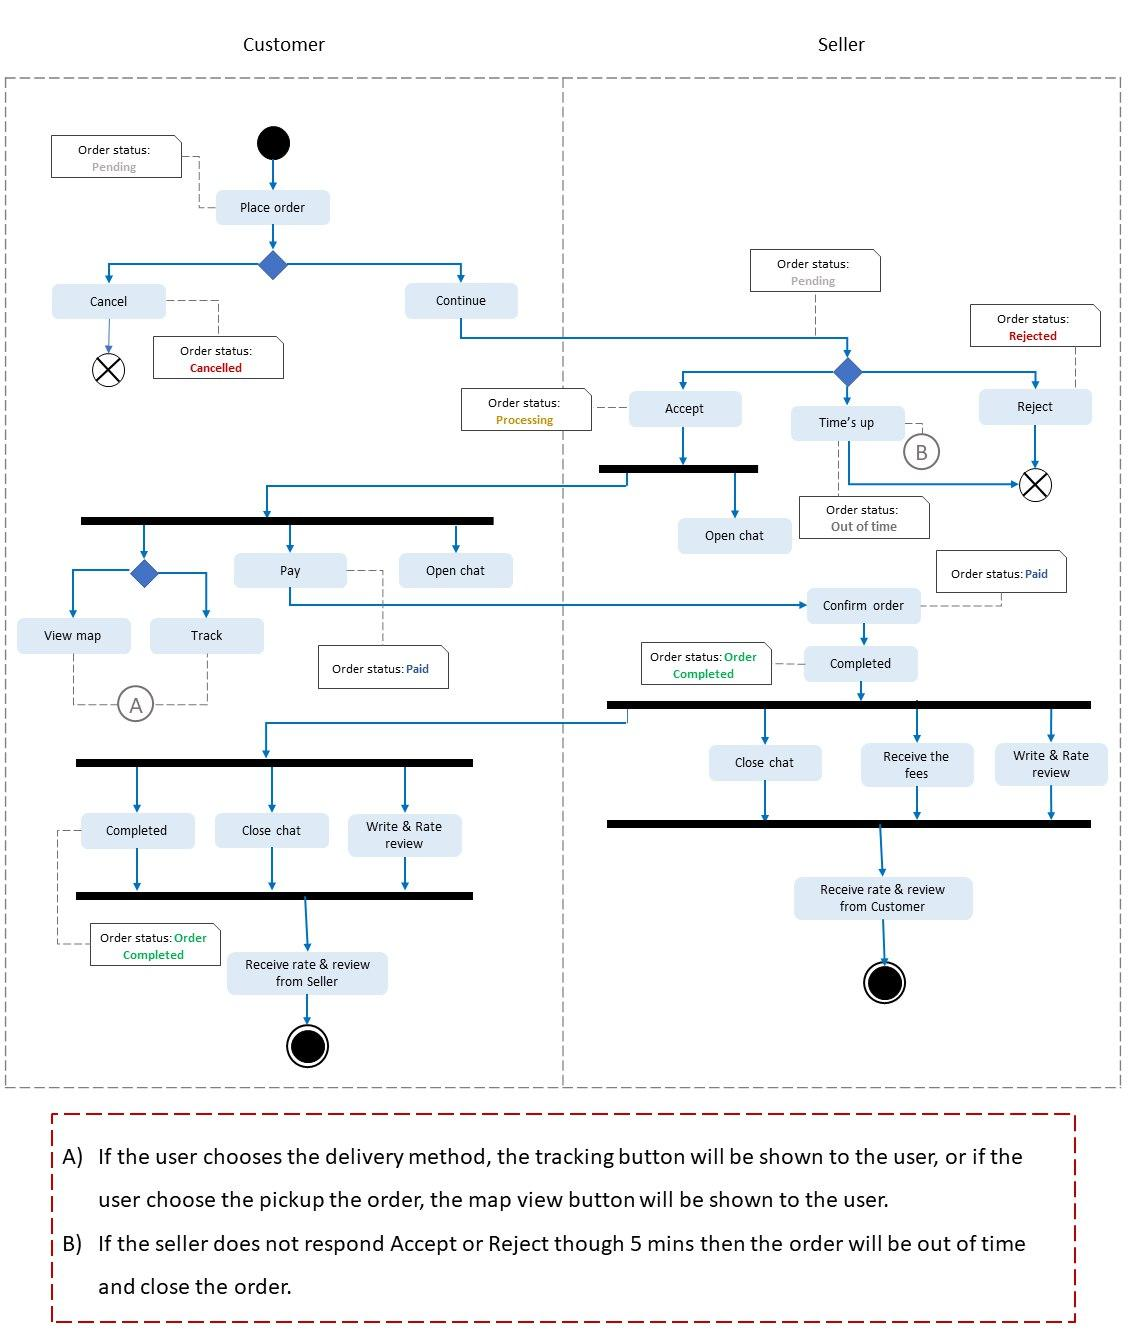 Customer
Seller
Order status:
Pending
Place order
Order status:
Pending
Cancel
Continue
Order status:
Rejected
Order status:
Cancelled
Order status:
Processing
Accept
Time's up
Reject
B
Order status:
Out of time
Open chat
Pay
Open chat
Order status: Paid
Confirm order
View map
Track
Order status: Paid
Order status: Order
Completed
Completed
A
Close chat
Receive the
fees
Write & Rate
review
Completed
Close chat
Write & Rate
review
Receive rate & review
from Customer
Order status: Order
Completed
Receive rate & review
from Seller
A) If the user chooses the delivery method, the tracking button will be shown to the user, or if the
user choose the pickup the order, the map view button will be shown to the user.
B) If the seller does not respond Accept or Reject though 5 mins then the order will be out of time
and close the order.